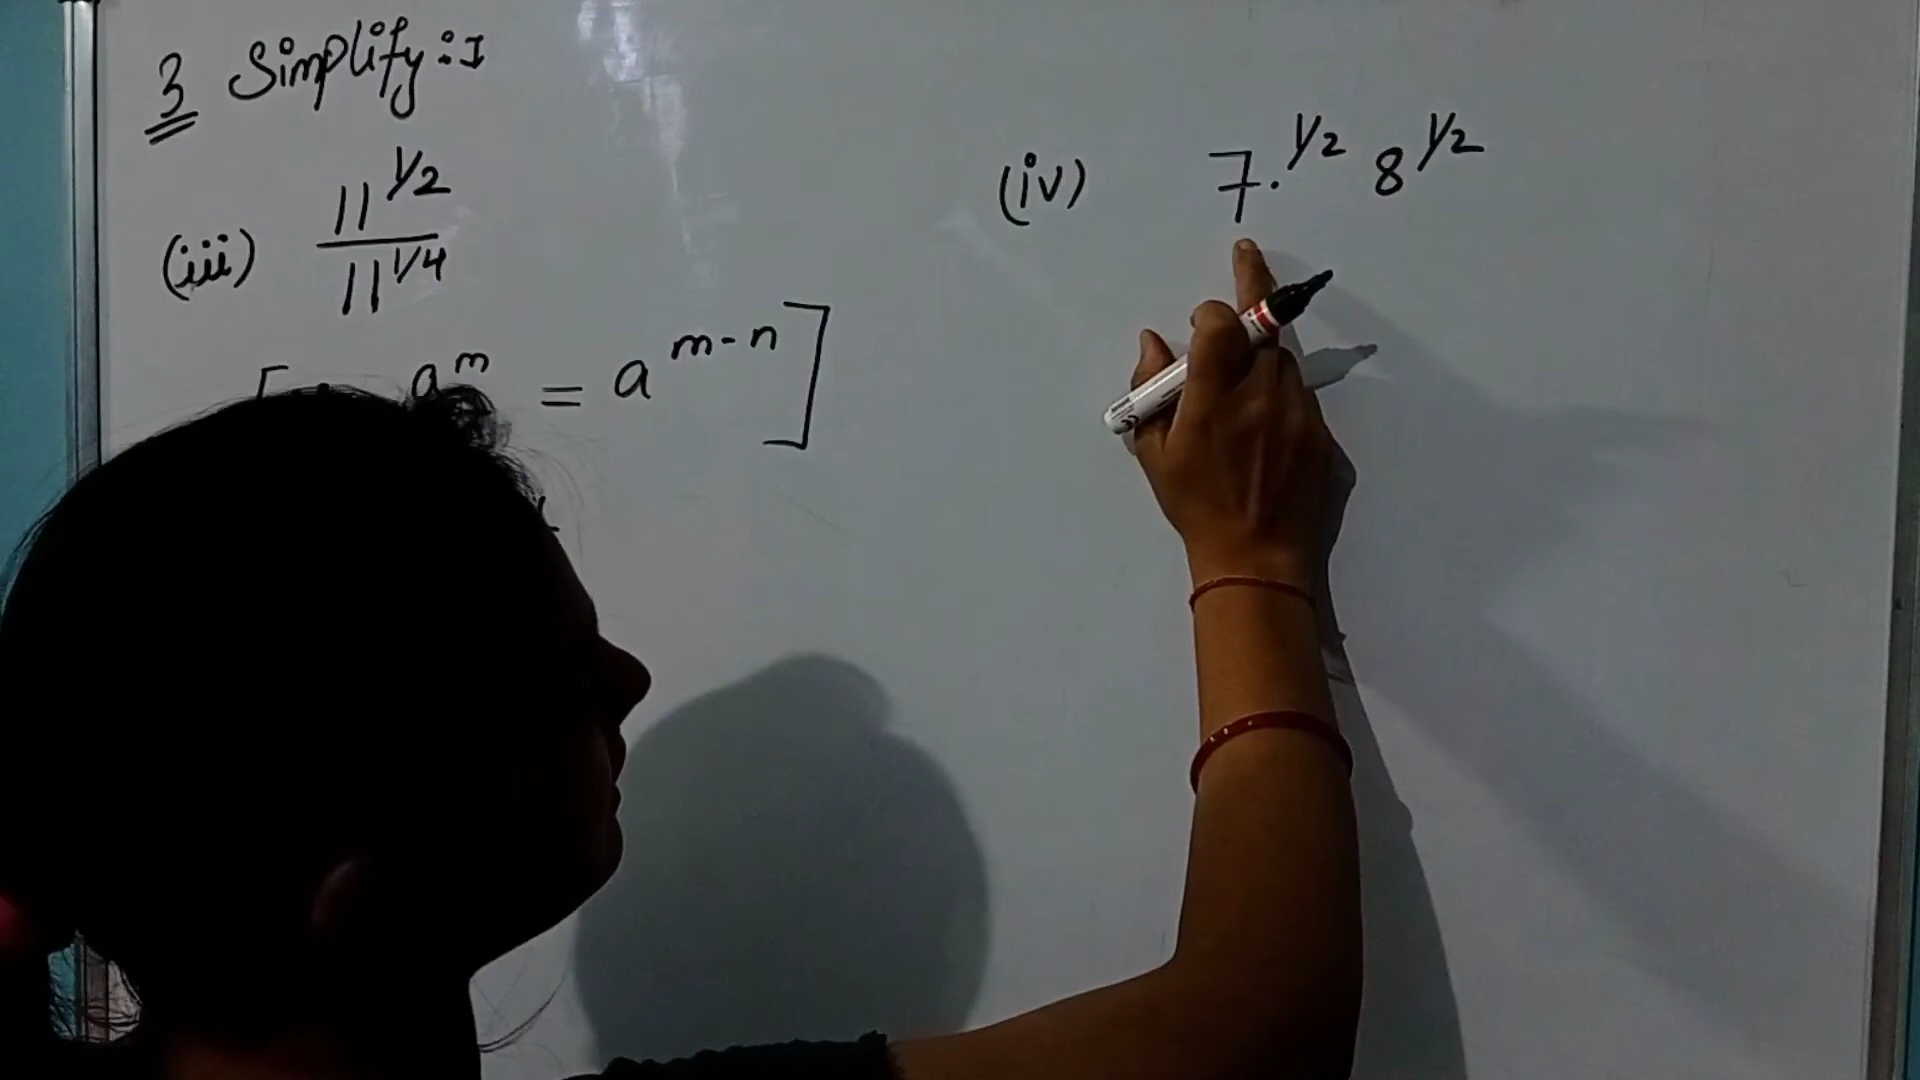 3 Simplify :-
(iii) 11^{1/2} / 11^{1/4}
a^m = a^{m-n} ]
(iv) 7 .^{1/2} 8^{1/2}